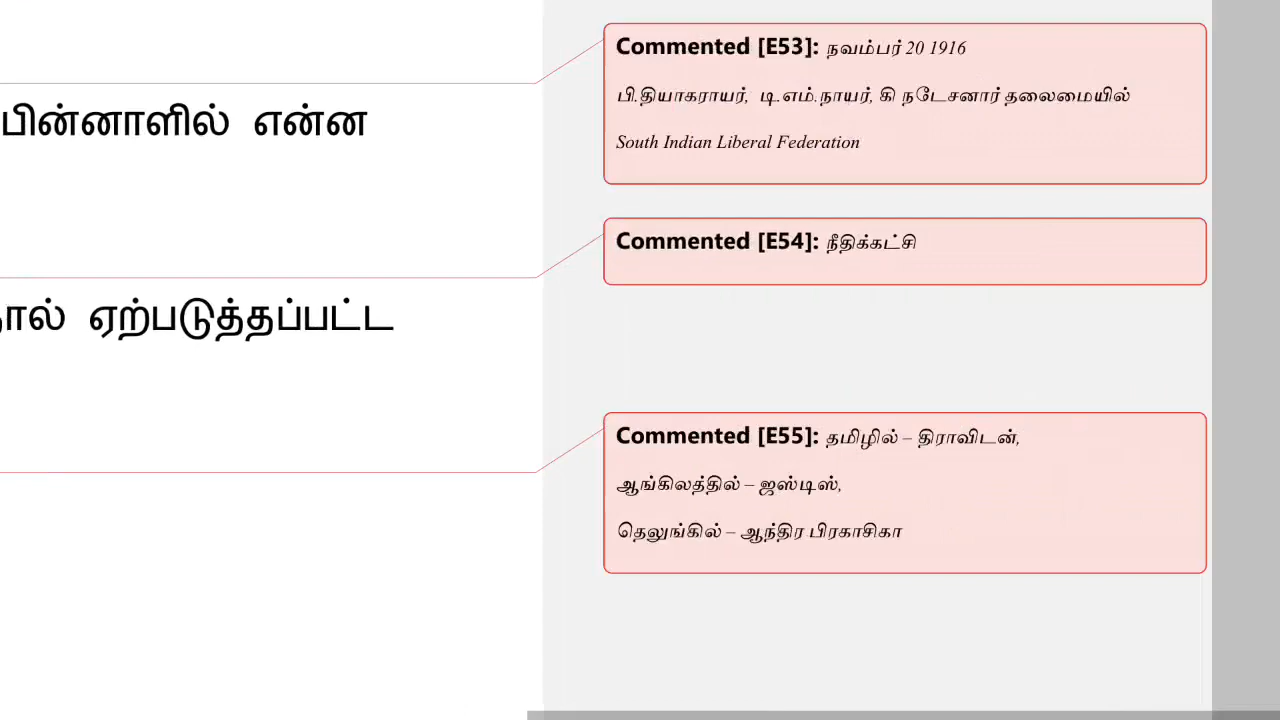 Commented [E53]: நவம்பர் 20 1916
பி.தியாகராயர், டி.எம்.நாயர், கி நடேசனார் தலைமையில்
பின்னாளில் என்ன
South Indian Liberal Federation
Commented [E54]: நீதிக்கட்சி
ஏற்படுத்தப்பட்ட
Commented [E55]: தமிழில் – திராவிடன்,
ஆங்கிலத்தில் – ஜஸ்டிஸ்,
தெலுங்கில் – ஆந்திர பிரகாசிகா